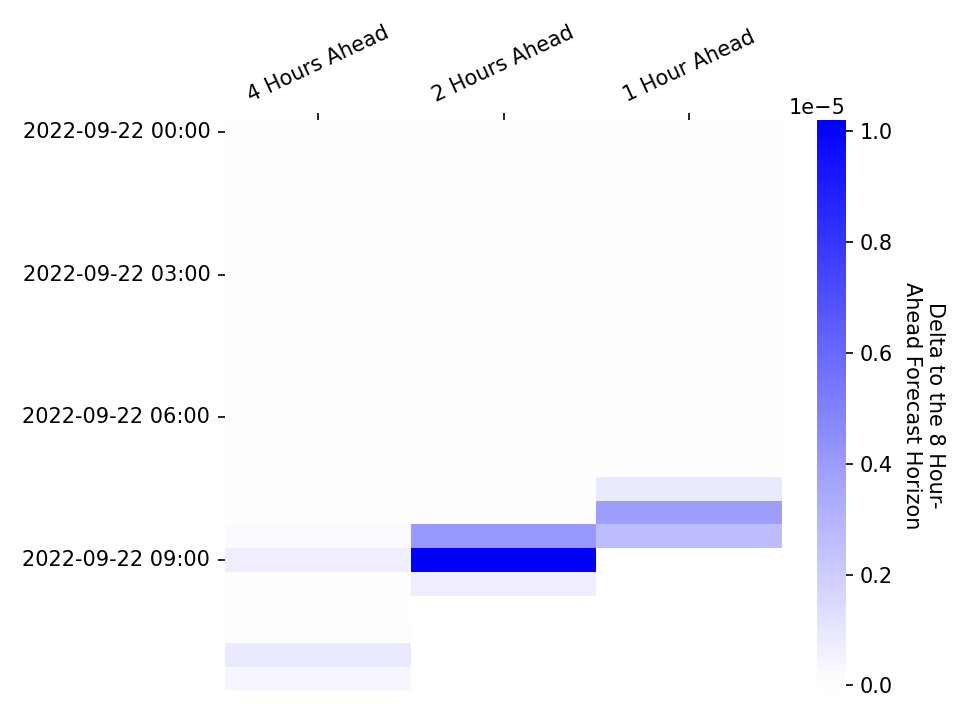 4 Hours Ahead
2 Hours Ahead
1 Hour Ahead
1e−5
2022-09-22 00:00
2022-09-22 03:00
2022-09-22 06:00
2022-09-22 09:00
1.0
0.8
0.6
0.4
0.2
0.0
Delta to the 8 Hour-
Ahead Forecast Horizon